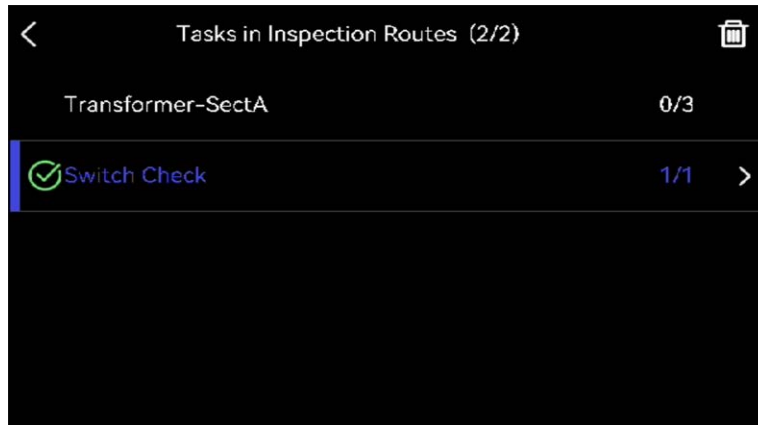 Tasks in Inspection Routes (2/2)
Transformer-SectA 0/3
Switch Check 1/1